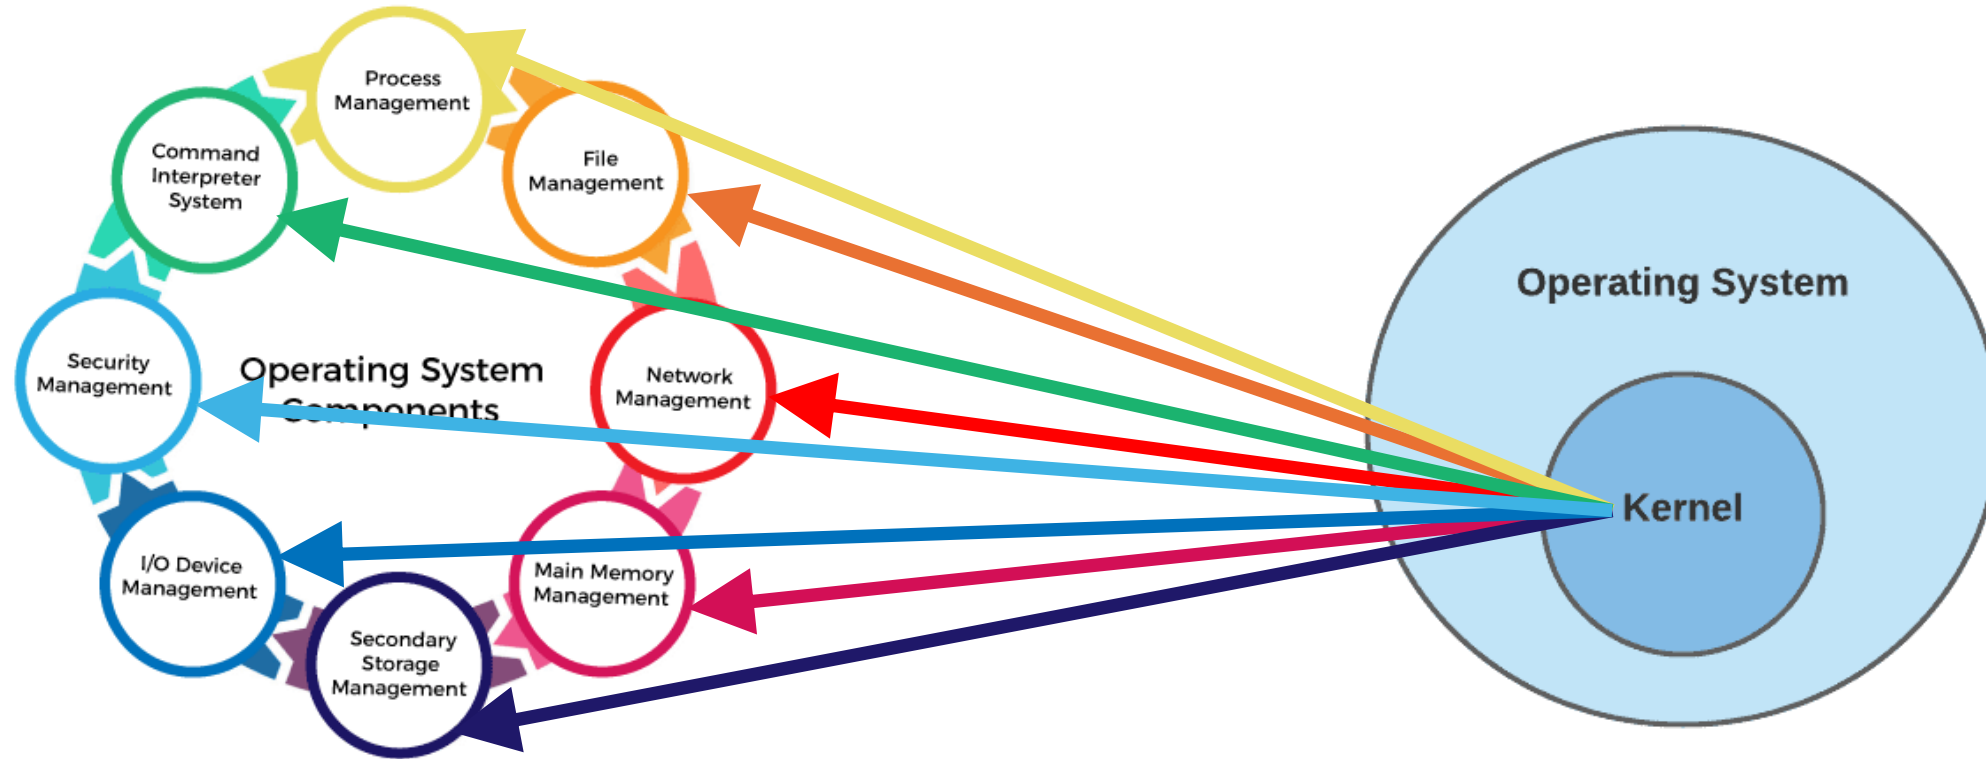 Process
Management
File
Management
Command
Interpreter
System
Operating System
Security
Management
Operating System
Components
Network
Management
Kernel
I/O Device
Management
Main Memory
Management
Secondary
Storage
Management